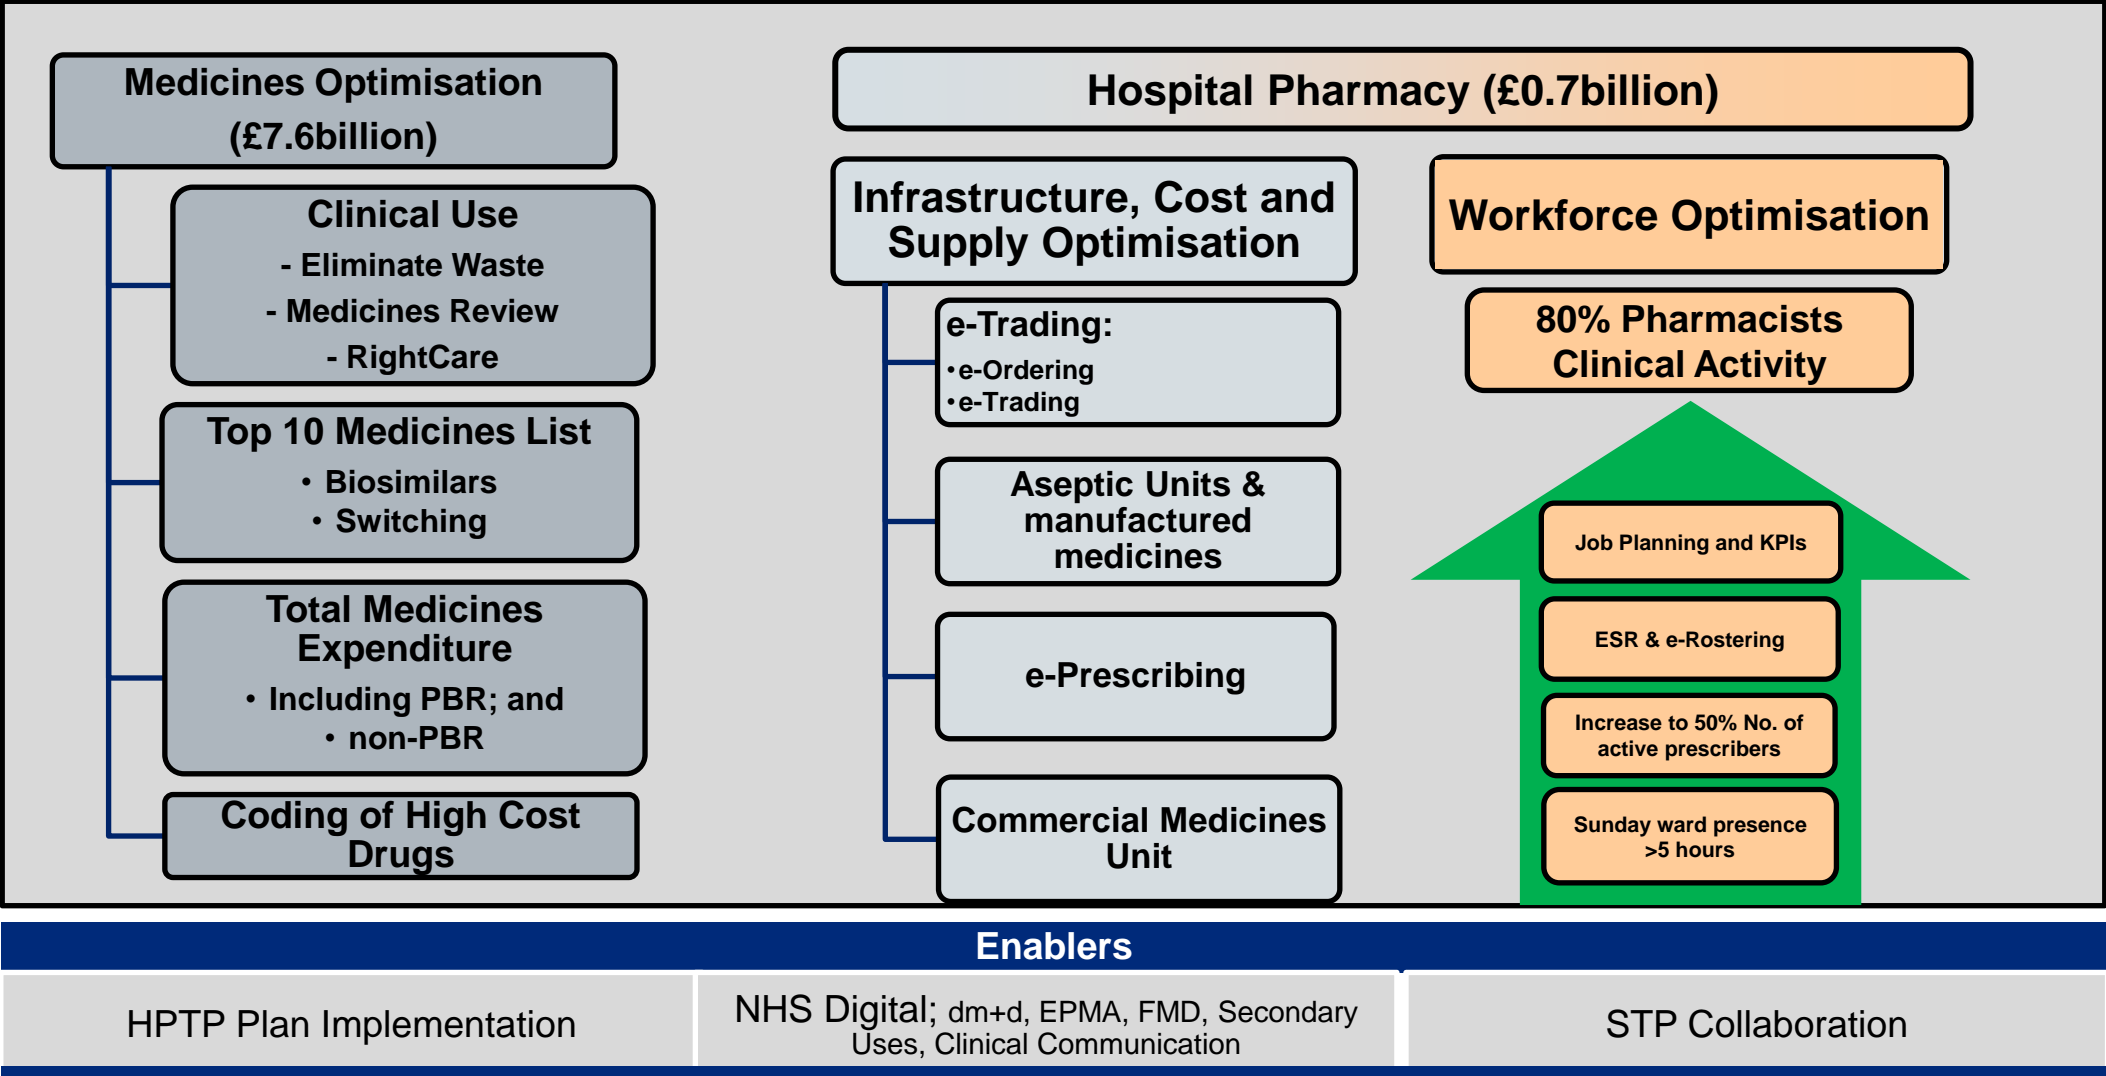 Medicines Optimisation
(£7.6billion)
Clinical Use
- Eliminate Waste
- Medicines Review
- RightCare
Top 10 Medicines List
• Biosimilars
• Switching
Total Medicines
Expenditure
• Including PBR; and
• non-PBR
Coding of High Cost
Drugs
Hospital Pharmacy (£0.7billion)
Infrastructure, Cost and
Supply Optimisation
e-Trading:
•e-Ordering
•e-Trading
Aseptic Units &
manufactured
medicines
e-Prescribing
Commercial Medicines
Unit
Workforce Optimisation
80% Pharmacists
Clinical Activity
Job Planning and KPIs
ESR & e-Rostering
Increase to 50% No. of
active prescribers
Sunday ward presence
>5 hours
Enablers
HPTP Plan Implementation
NHS Digital; dm+d, EPMA, FMD, Secondary
Uses, Clinical Communication
STP Collaboration